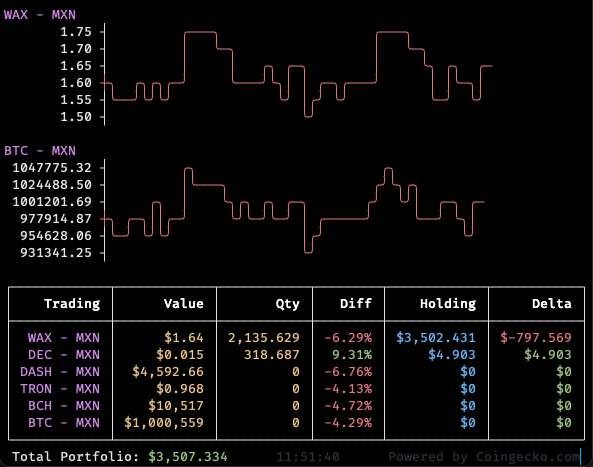 WAX - MXN
1.75
1.70
1.65
1.60
1.55
1.50
BTC - MXN
1047775.32
1024488.50
1001201.69
977914.87
954628.06
931341.25
Trading Value Qty Diff Holding Delta
WAX - MXN $1.64 2,135.629 -6.29% $3,502.431 $-797.569
DEC - MXN $0.015 318.687 9.31% $4.903 $4.903
DASH - MXN $4,592.66 0 -6.76% $0 $0
TRON - MXN $0.968 0 -4.13% $0 $0
BCH - MXN $10,517 0 -4.72% $0 $0
BTC - MXN $1,000,559 0 -4.29% $0 $0
Total Portfolio: $3,507.334 11:51:40 Powered by Coingecko.com